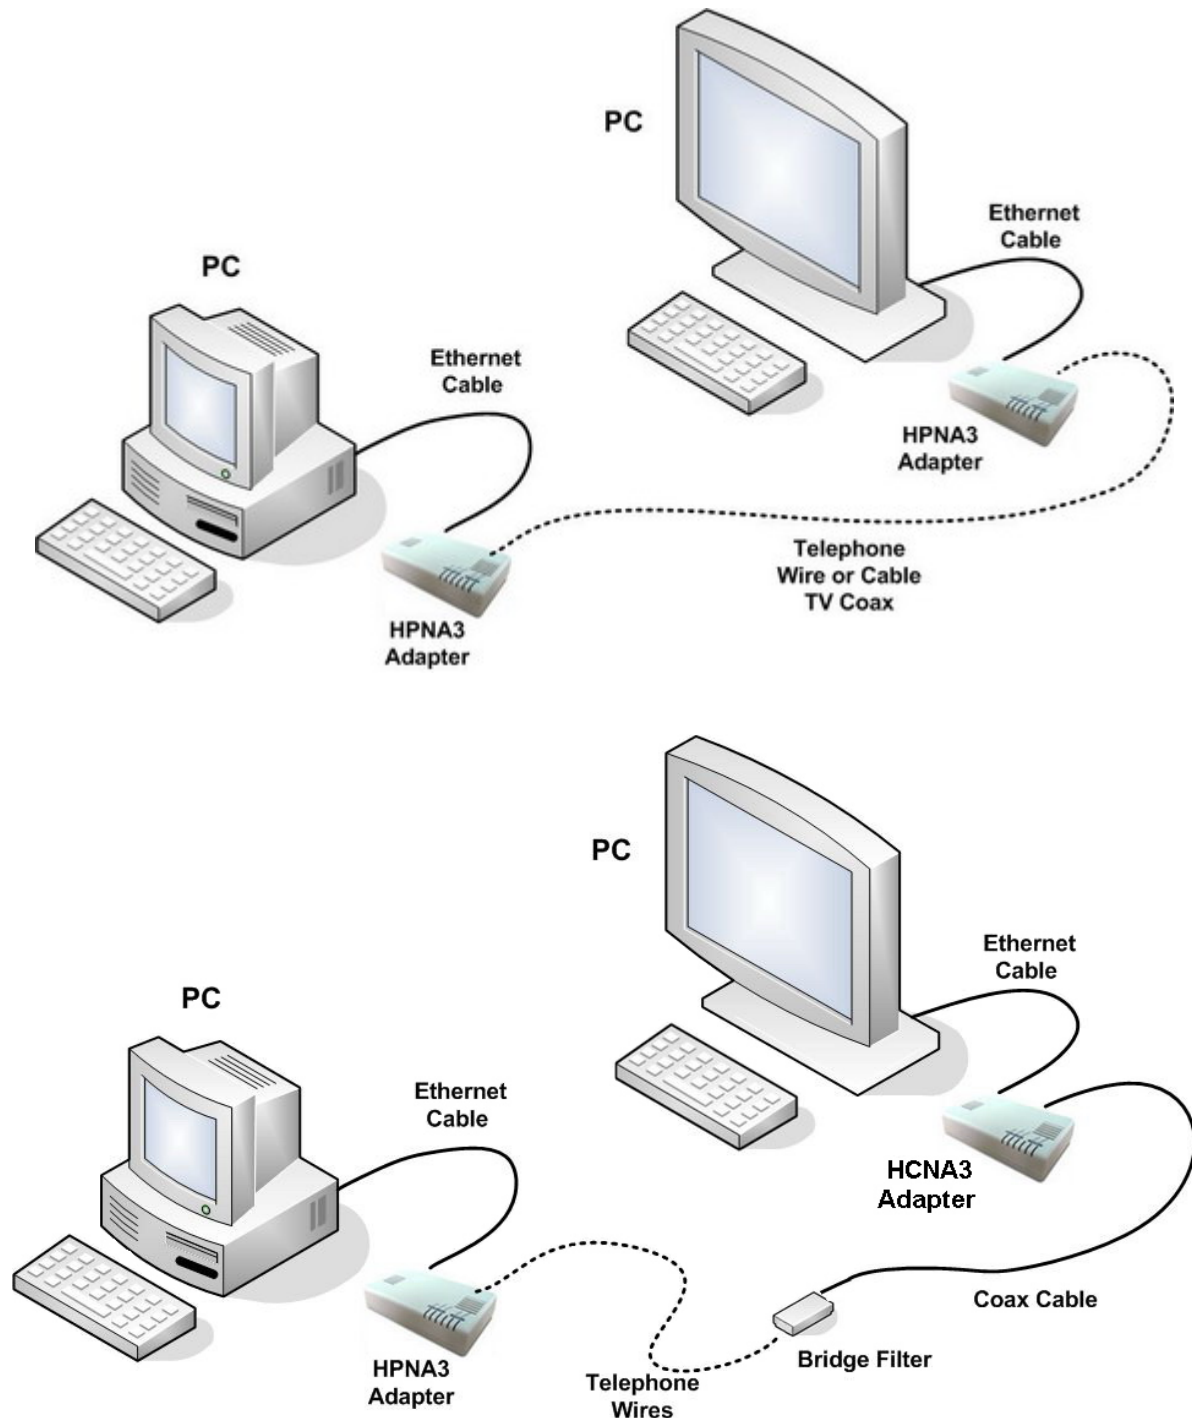 PC
Ethernet
Cable
PC
Ethernet
Cable
HPNA3
Adapter
Telephone
Wire or Cable
TV Coax
HPNA3
Adapter
PC
Ethernet
Cable
PC
Ethernet
Cable
HCNA3
Adapter
Coax Cable
Bridge Filter
HPNA3
Adapter
Telephone
Wires